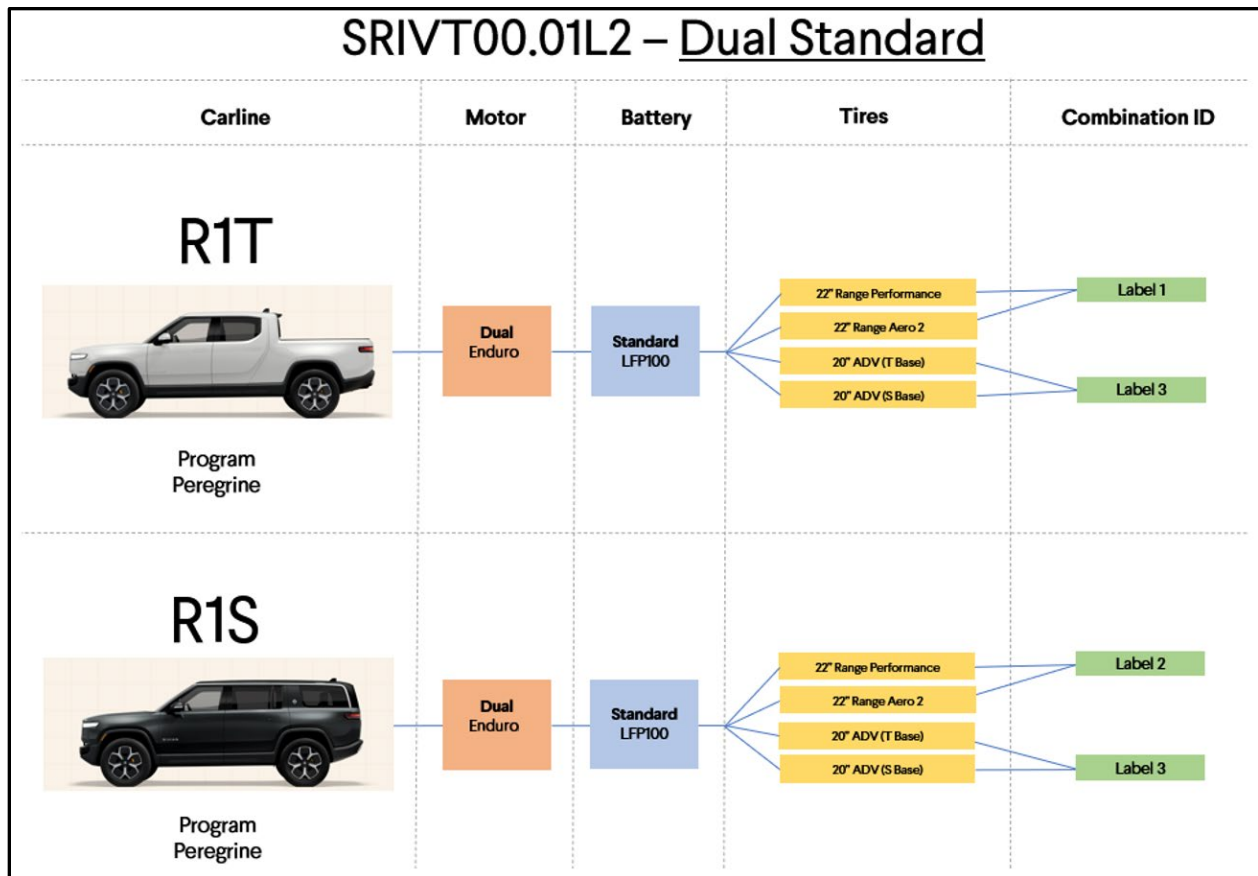 SRIVT00.01L2 – Dual Standard
Carline Motor Battery Tires Combination ID
R1T
Dual
Enduro
Standard
LFP100
22" Range Performance
22" Range Aero 2
20" ADV (T Base)
20" ADV (S Base)
Label 1
Label 3
Program
Peregrine
R1S
Dual
Enduro
Standard
LFP100
22" Range Performance
22" Range Aero 2
20" ADV (T Base)
20" ADV (S Base)
Label 2
Label 3
Program
Peregrine